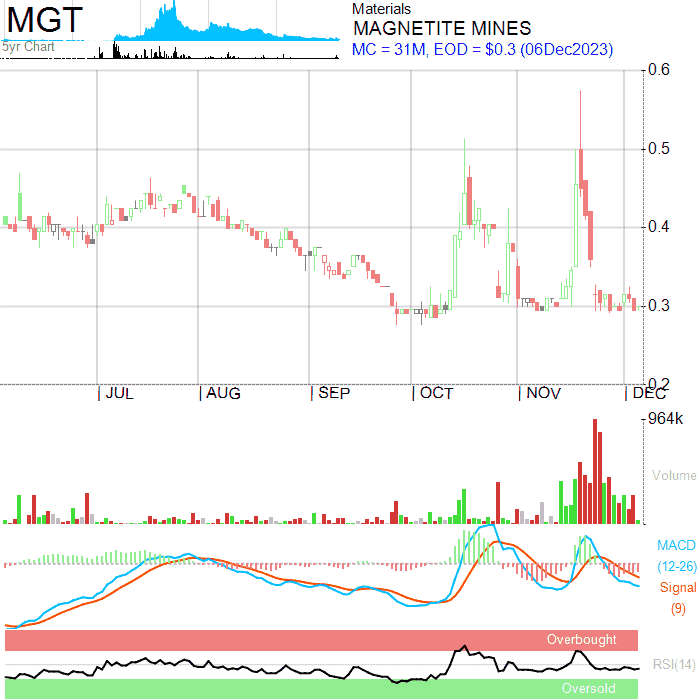 MGT
5yr Chart
Materials
MAGNETITE MINES
MC = 31M, EOD = $0.3 (06Dec2023)
0.6
0.5
0.4
0.3
0.2
JUL
AUG
SEP
OCT
NOV
DEC
964k
Volume
MACD
(12-26)
Signal
(9)
Overbought
RSI(14)
Oversold